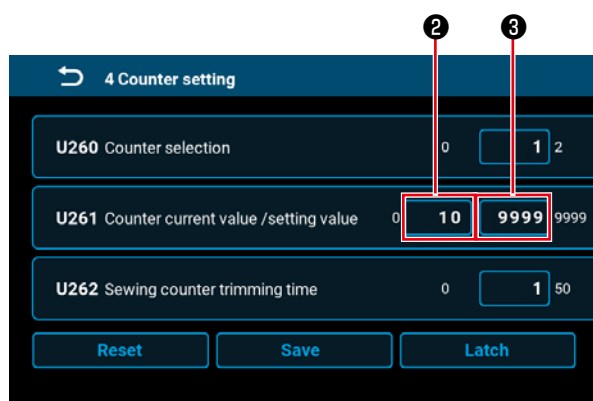 ❷ ❸
4 Counter setting
U260 Counter selection 0 1 2
U261 Counter current value /setting value 0 10 9999 9999
U262 Sewing counter trimming time 0 1 50
Reset Save Latch